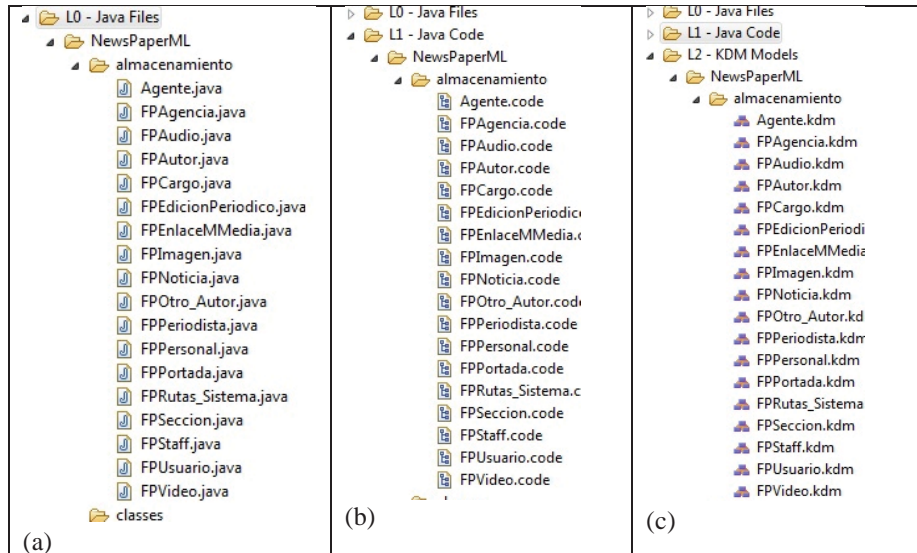 L0 - Java Files
NewsPaperML
almacenamiento
Agente.java
FPAgencia.java
FPAudio.java
FPAutor.java
FPCargo.java
FPEdicionPeriodico.java
FPEnlaceMMedia.java
FPImagen.java
FPNoticia.java
FPOtro_Autor.java
FPPeriodista.java
FPPersonal.java
FPPortada.java
FPRutas_Sistema.java
FPSeccion.java
FPStaff.java
FPUsuario.java
FPVideo.java
classes
(a)
L0 - Java Files
L1 - Java Code
NewsPaperML
almacenamiento
Agente.code
FPAgencia.code
FPAudio.code
FPAutor.code
FPCargo.code
FPEdicionPeriodic
FPEnlaceMMedia.c
FPImagen.code
FPNoticia.code
FPOtro_Autor.code
FPPeriodista.code
FPPersonal.code
FPPortada.code
FPRutas_Sistema.c
FPSeccion.code
FPStaff.code
FPUsuario.code
FPVideo.code
(b)
L0 - Java Files
L1 - Java Code
L2 - KDM Models
NewsPaperML
almacenamiento
Agente.kdm
FPAgencia.kdm
FPAudio.kdm
FPAutor.kdm
FPCargo.kdm
FPEdicionPeriodi
FPEnlaceMMedia
FPImagen.kdm
FPNoticia.kdm
FPOtro_Autor.kd
FPPeriodista.kdm
FPPersonal.kdm
FPPortada.kdm
FPRutas_Sistema
FPSeccion.kdm
FPStaff.kdm
FPUsuario.kdm
FPVideo.kdm
(c)